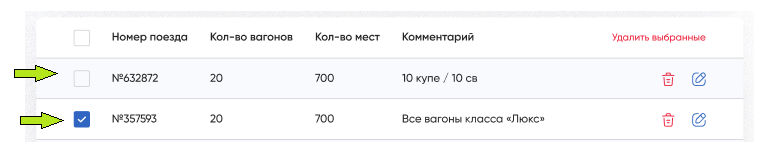 Номер поезда Кол-во вагонов Кол-во мест Комментарий Удалить выбранные
№632872 20 700 10 купе / 10 св
№357593 20 700 Все вагоны класса «Люкс»